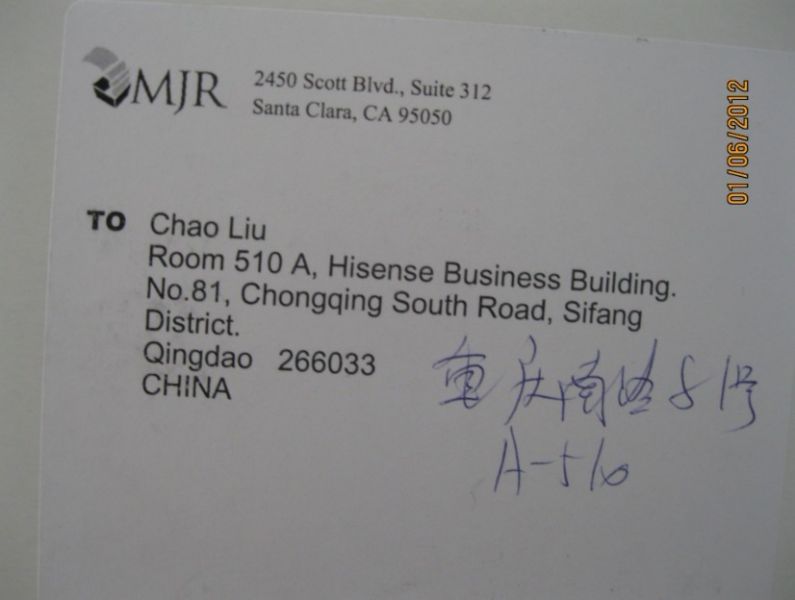 MJR
2450 Scott Blvd., Suite 312
Santa Clara, CA 95050
01/06/2012
TO Chao Liu
Room 510 A, Hisense Business Building.
No.81, Chongqing South Road, Sifang
District.
Qingdao 266033
CHINA
重庆南路81号
A-510